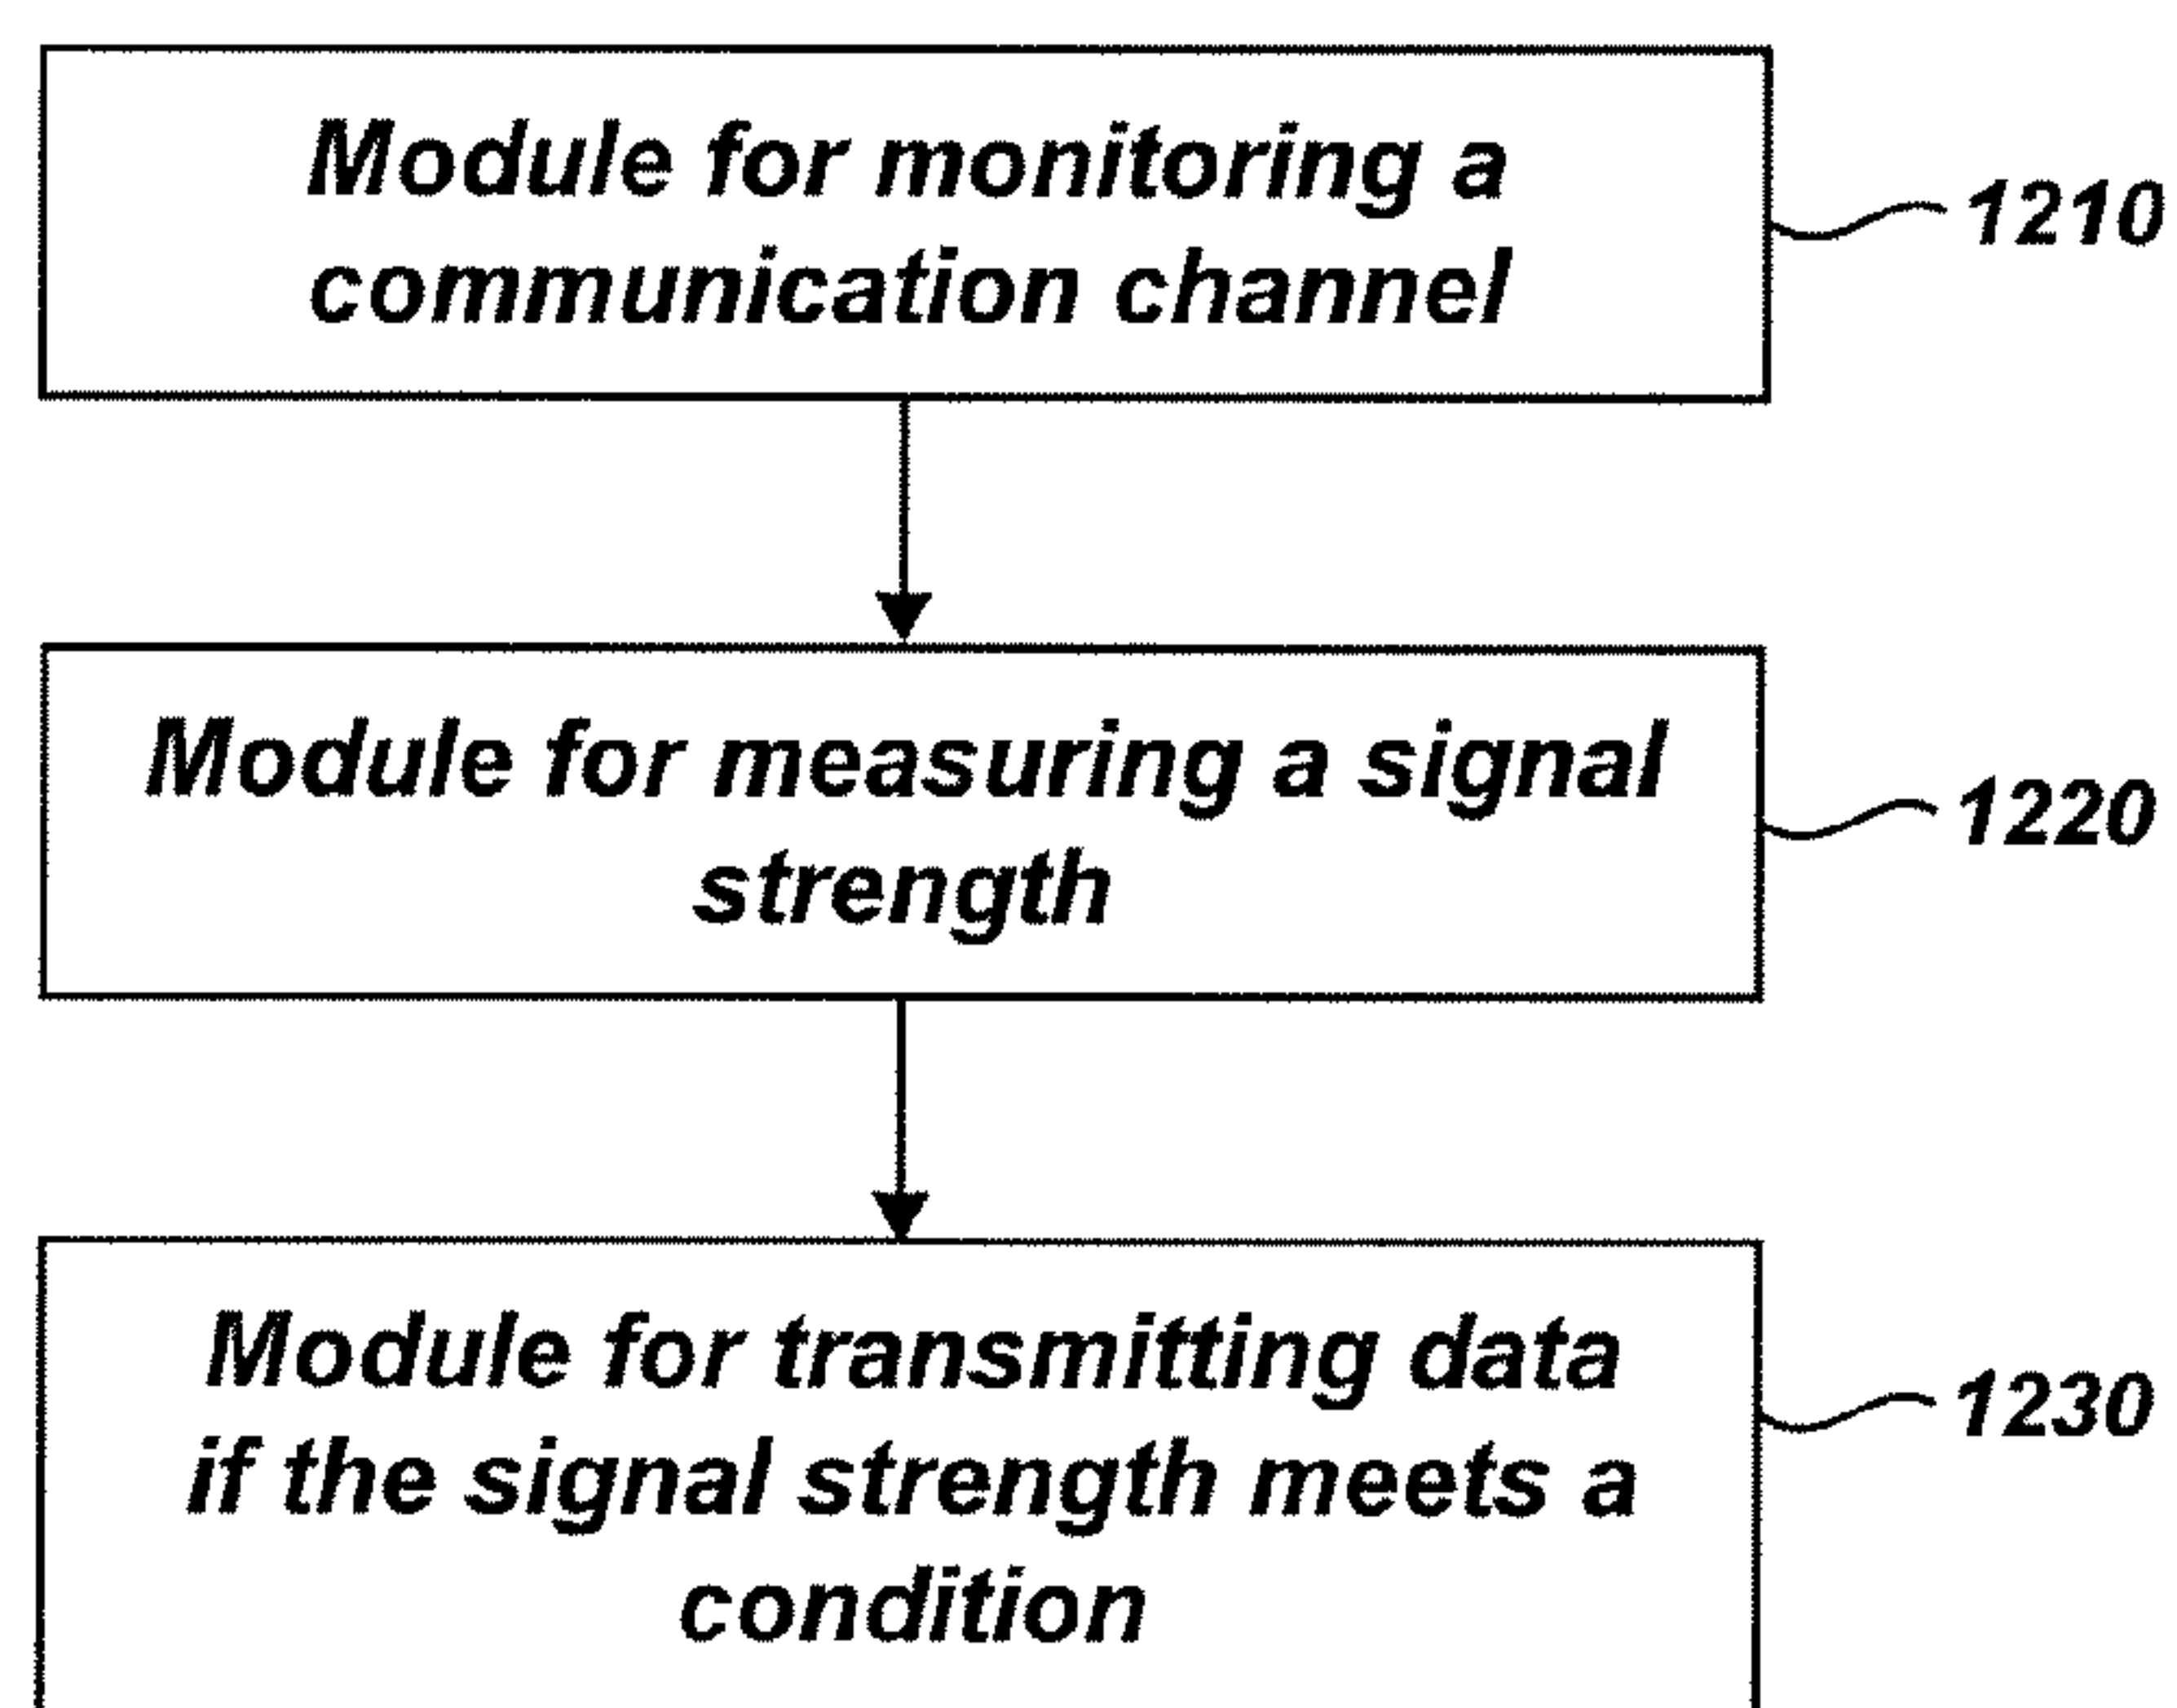 Module for monitoring a
communication channel
1210
Module for measuring a signal
strength
1220
Module for transmitting data
if the signal strength meets a
condition
1230